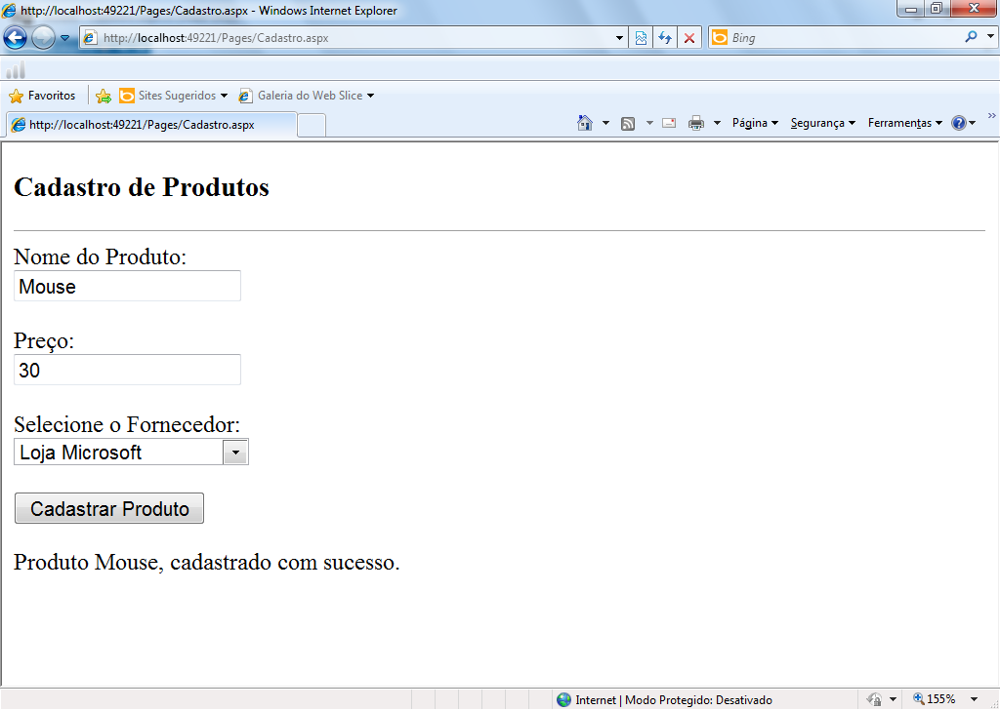 http://localhost:49221/Pages/Cadastro.aspx - Windows Internet Explorer
http://localhost:49221/Pages/Cadastro.aspx
Bing
Favoritos
Sites Sugeridos
Galeria do Web Slice
http://localhost:49221/Pages/Cadastro.aspx
Página
Segurança
Ferramentas
Cadastro de Produtos
Nome do Produto:
Mouse
Preço:
30
Selecione o Fornecedor:
Loja Microsoft
Cadastrar Produto
Produto Mouse, cadastrado com sucesso.
Internet | Modo Protegido: Desativado
155%